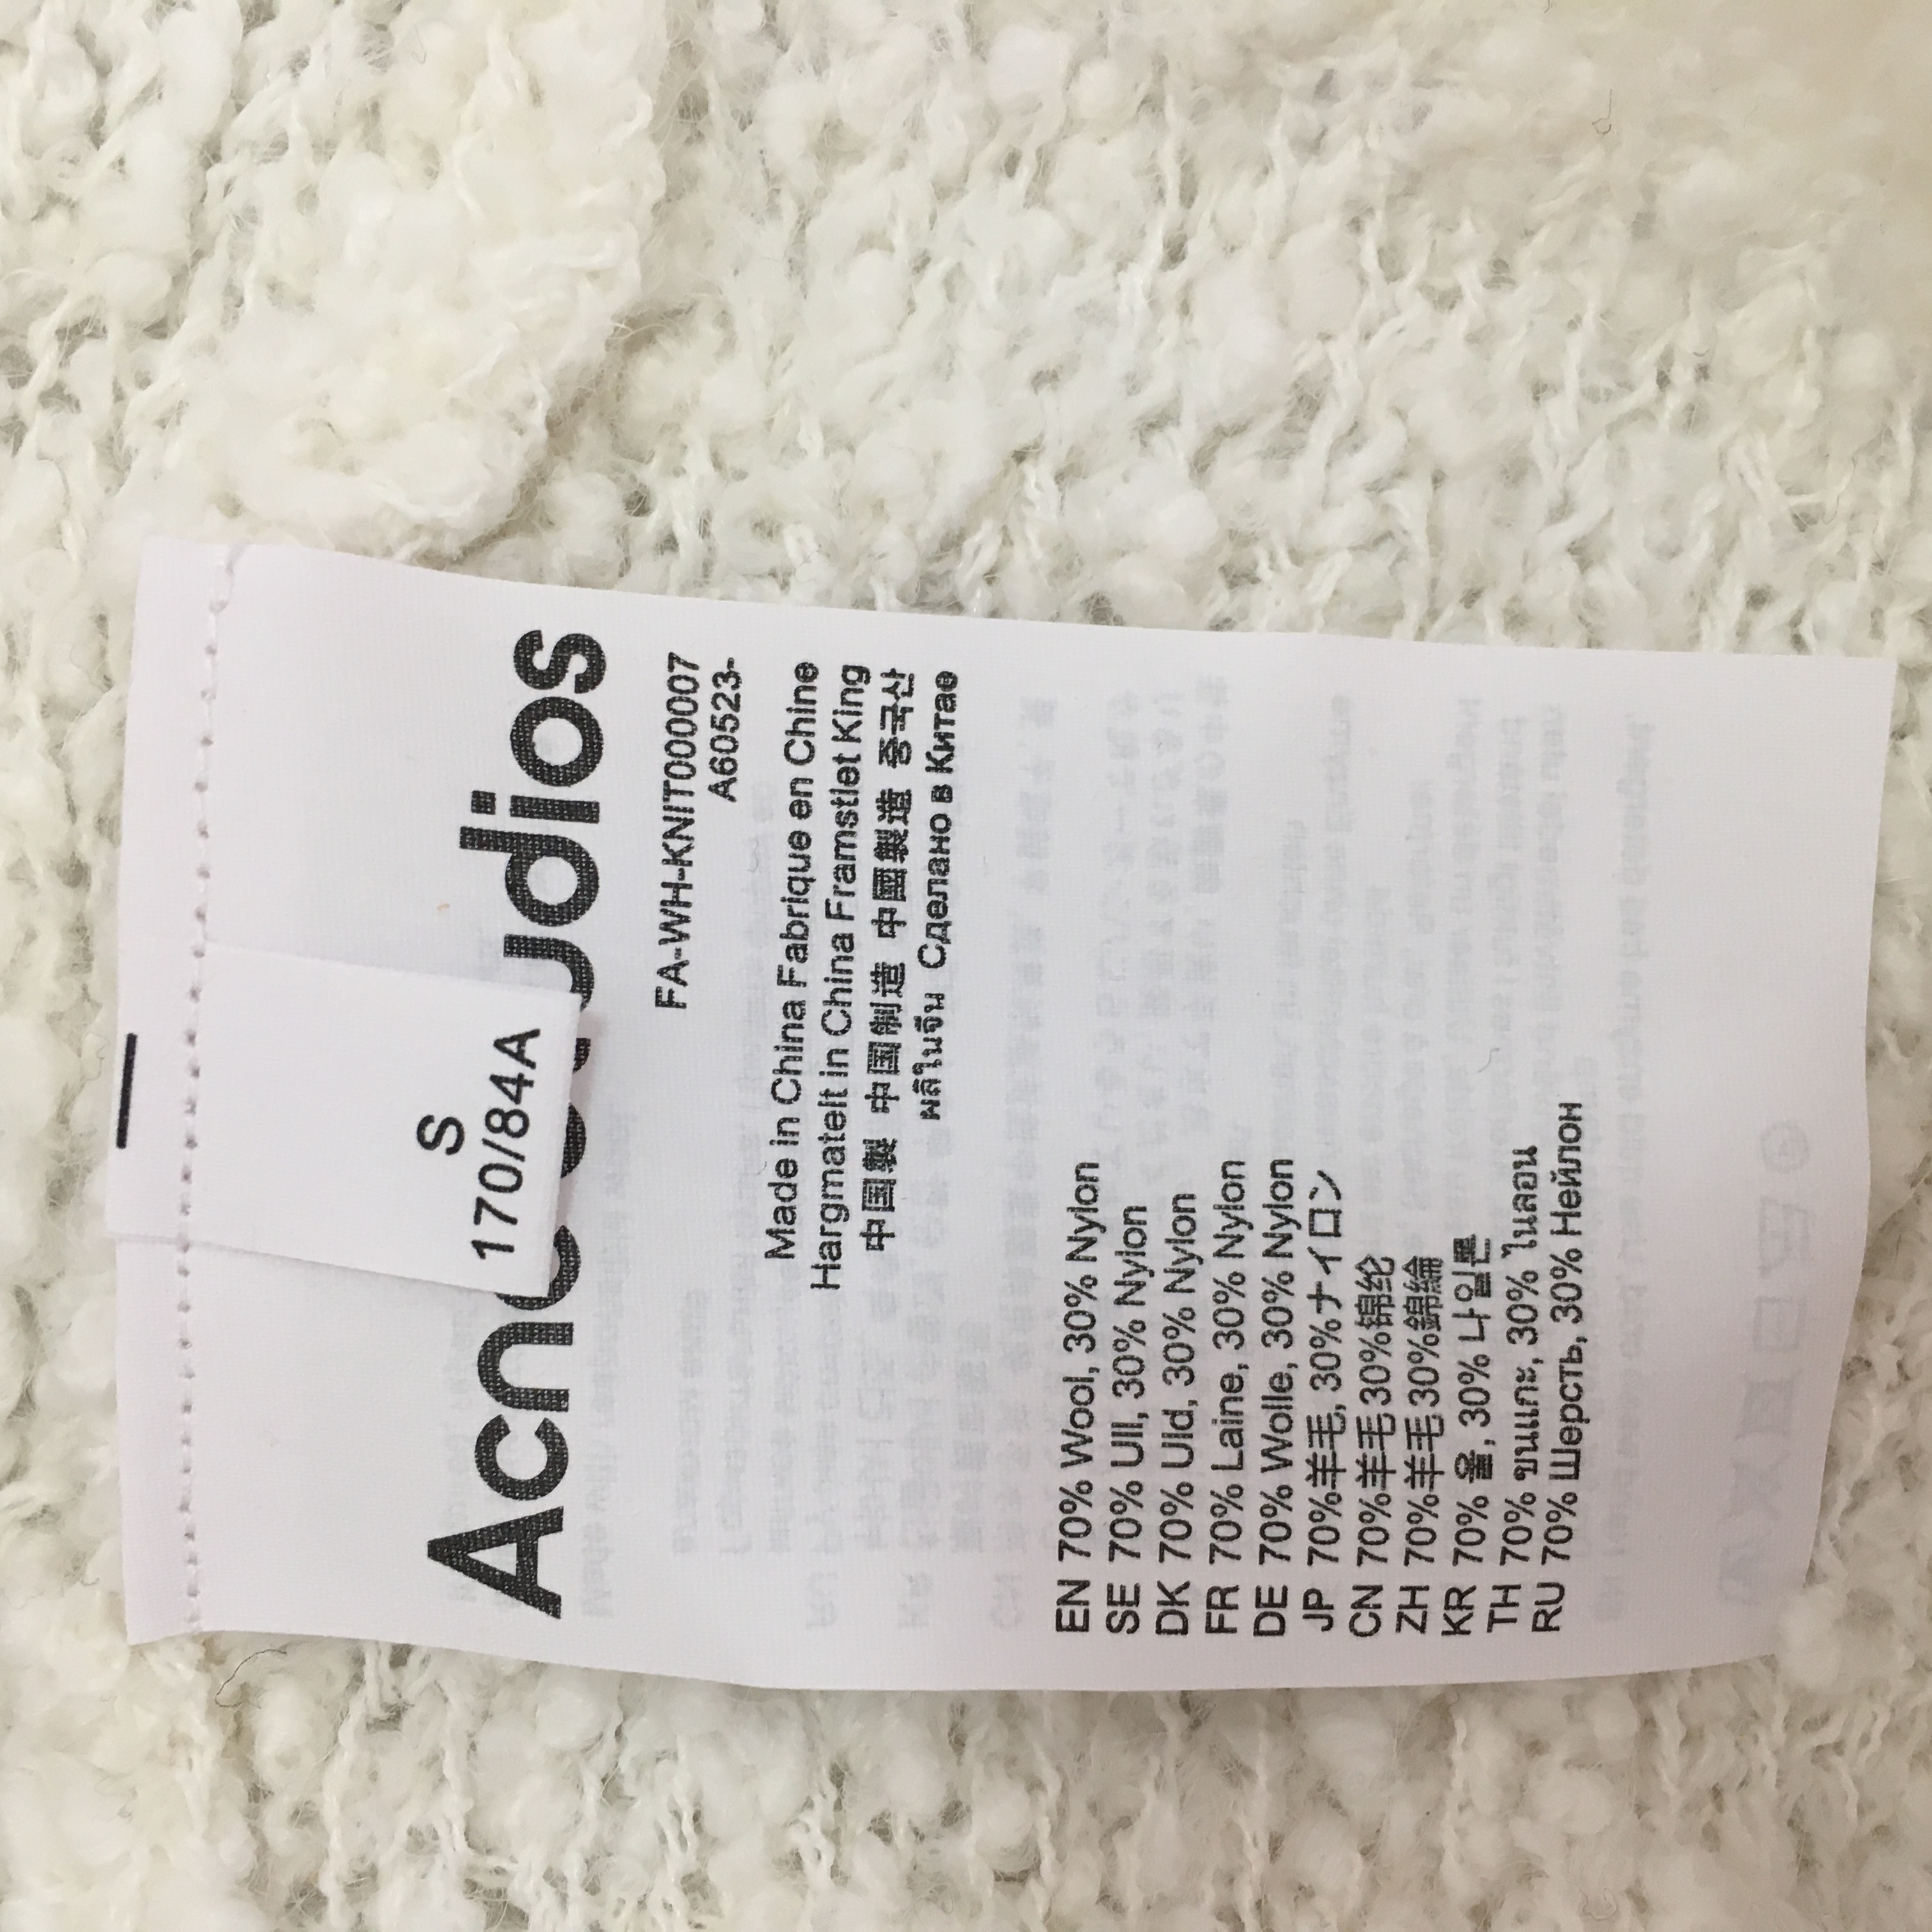 S
170/84A
Acne Studios
FA-WH-KNIT000007
A60523-
Made in China Fabrique en Chine
Hargmatelt in China Framstlet King
中国製 中国制造 中國製造 중국산
ผลิในจีน Сделано в Китае
EN 70% Wool, 30% Nylon
SE 70% Ull, 30% Nylon
DK 70% Uld, 30% Nylon
FR 70% Laine, 30% Nylon
DE 70% Wolle, 30% Nylon
JP 70%羊毛, 30%ナイロン
CN 70%羊毛 30%锦纶
ZH 70%羊毛 30%錦綸
KR 70% 울, 30% 나일론
TH 70% ขนแกะ, 30% ไนลอน
RU 70% Шерсть, 30% Нейлон